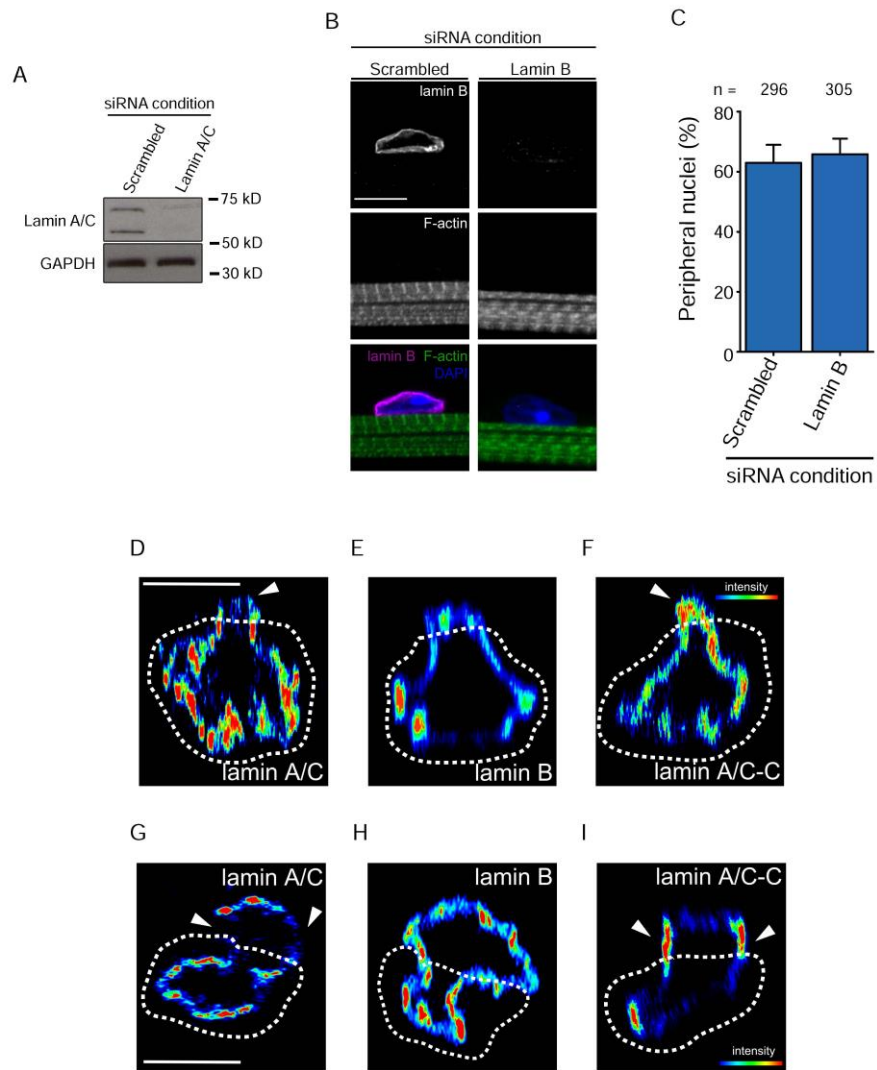 A
siRNA condition
Scrambled
Lamin A/C
Lamin A/C
GAPDH
75 kD
50 kD
30 kD
B
siRNA condition
Scrambled
Lamin B
lamin B
F-actin
lamin B F-actin
DAPI
C
n = 296 305
Peripheral nuclei (%)
80
60
40
20
0
Scrambled
Lamin B
siRNA condition
D
lamin A/C
E
lamin B
F
intensity
lamin A/C-C
G
lamin A/C
H
lamin B
I
lamin A/C-C
intensity